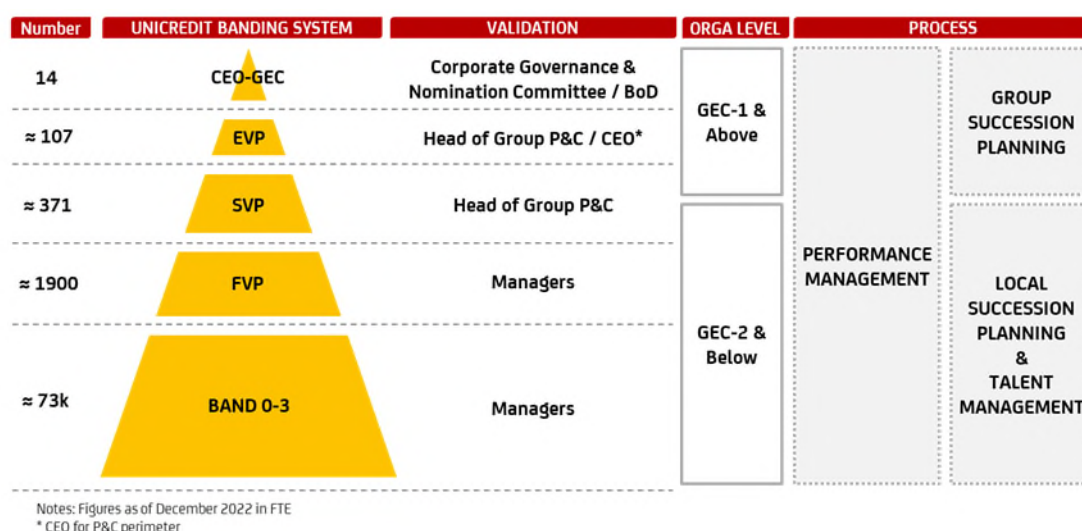 Number
UNICREDIT BANDING SYSTEM
VALIDATION
ORGA LEVEL
PROCESS
14
CEO-GEC
Corporate Governance &
Nomination Committee / BoD
≈ 107
EVP
Head of Group P&C / CEO*
≈ 371
SVP
Head of Group P&C
≈ 1900
FVP
Managers
≈ 73k
BAND 0-3
Managers
GEC-1 &
Above
GEC-2 &
Below
PERFORMANCE
MANAGEMENT
GROUP
SUCCESSION
PLANNING
LOCAL
SUCCESSION
PLANNING
&
TALENT
MANAGEMENT
Notes: Figures as of December 2022 in FTE
* CEO for P&C perimeter